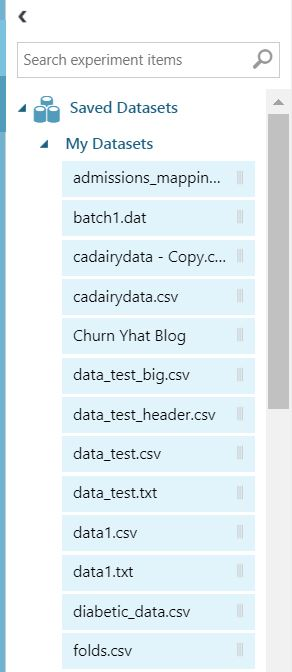 Search experiment items
Saved Datasets
My Datasets
admissions_mappin...
batch1.dat
cadairydata - Copy.c...
cadairydata.csv
Churn Yhat Blog
data_test_big.csv
data_test_header.csv
data_test.csv
data_test.txt
data1.csv
data1.txt
diabetic_data.csv
folds.csv